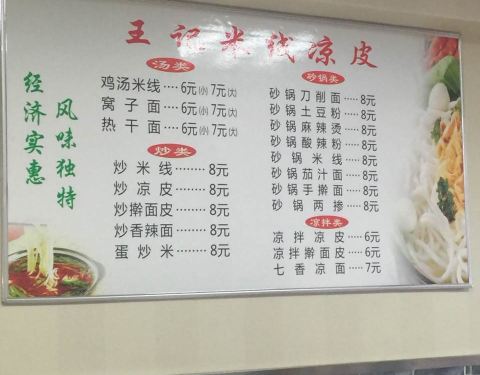 王记米线凉皮
经济实惠
风味独特
汤类
鸡汤米线····6元(小)7元(大)
窝子面····6元(小)7元(大)
热干面····6元(小)7元(大)
炒类
炒米线········8元
炒凉皮········8元
炒擀面皮·······8元
炒香辣面·······8元
蛋炒米········8元
砂锅类
砂锅刀削面····8元
砂锅土豆粉····8元
砂锅麻辣烫····8元
砂锅酸辣粉····8元
砂锅米线·····8元
砂锅茄汁面····8元
砂锅手擀面····8元
砂锅两掺·····8元
凉拌类
凉拌凉皮·····6元
凉拌擀面皮····6元
七香凉面·····7元